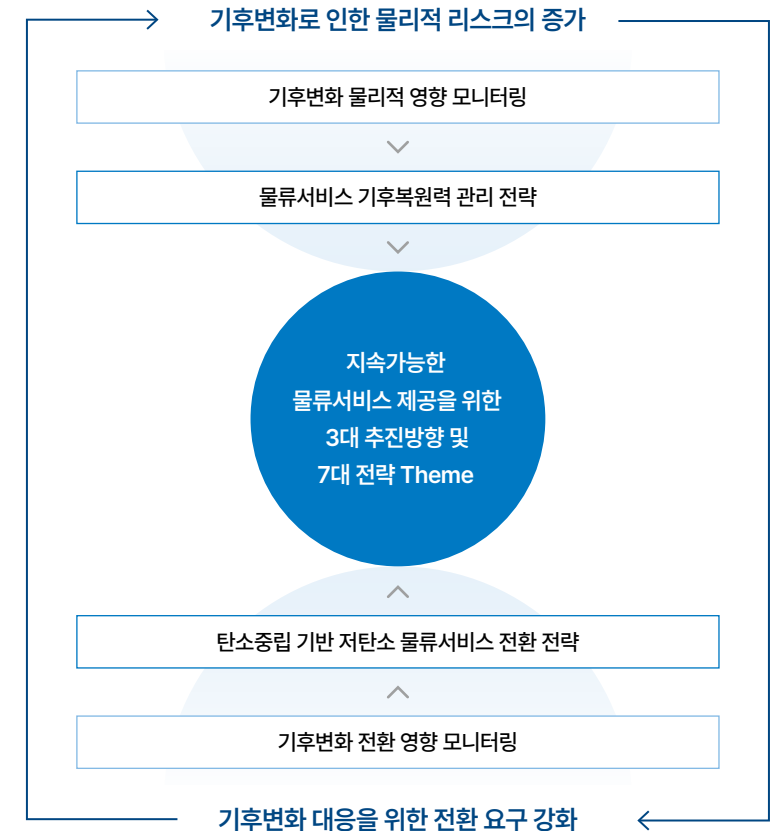 기후변화로 인한 물리적 리스크의 증가
기후변화 물리적 영향 모니터링
물류서비스 기후복원력 관리 전략
지속가능한
물류서비스 제공을 위한
3대 추진방향 및
7대 전략 Theme
탄소중립 기반 저탄소 물류서비스 전환 전략
기후변화 전환 영향 모니터링
기후변화 대응을 위한 전환 요구 강화